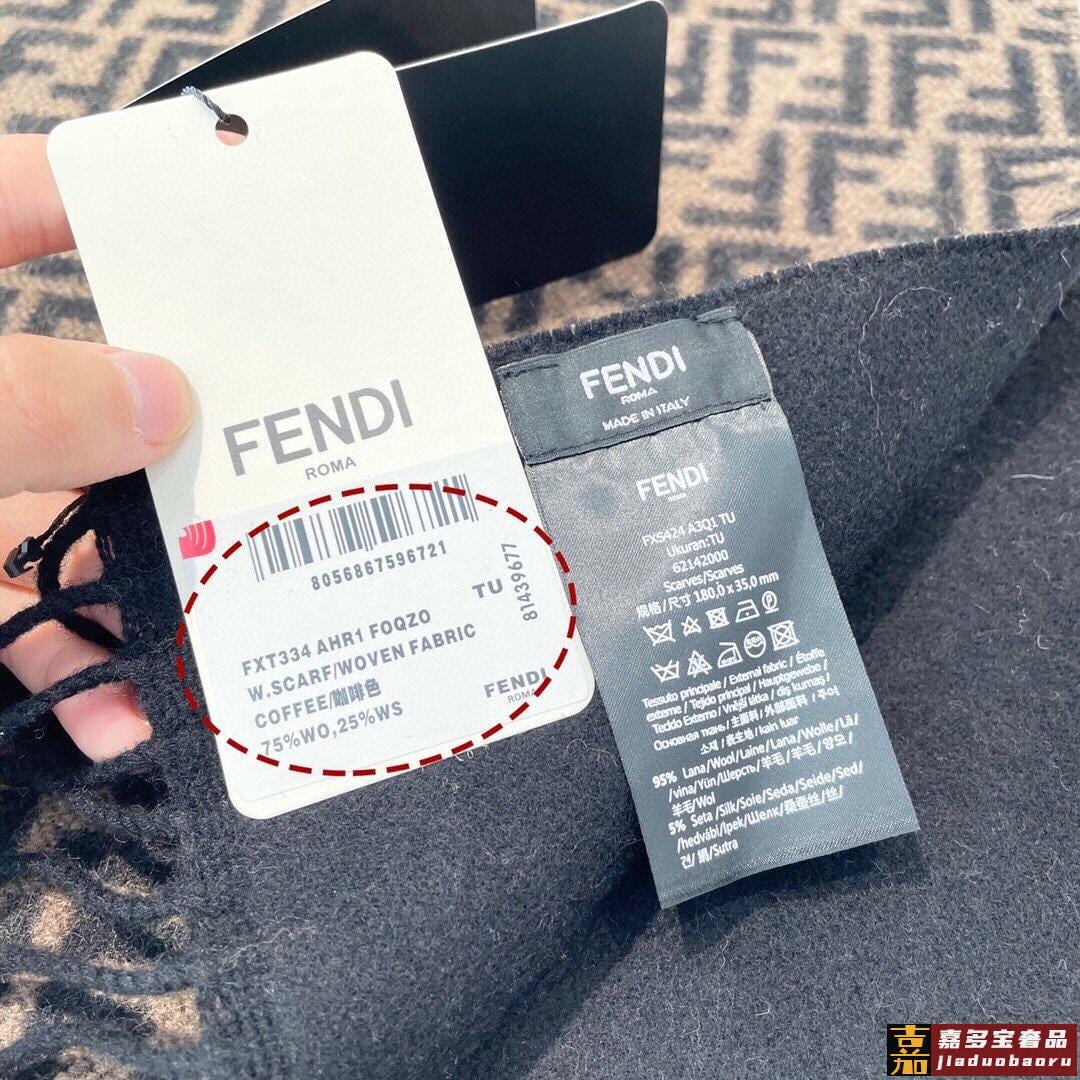 FENDI
ROMA
8056867596721
TU
81439677
FXT334 AHR1 FOQZO
W.SCARF/WOVEN FABRIC
COFFEE/咖啡色
75%WO,25%WS
FENDI
ROMA
FENDI
ROMA
MADE IN ITALY
FENDI
ROMA
FXS424 A3Q1 TU
Ukuran:TU
62142000
Scarves/Scarves
规格/尺寸 180,0 x 35,0 mm
Tessuto principale / External fabric / Étoffe
externe / Tejido principal / Hauptgewebe /
Tecido Externo / Vnější látka / dış kumaş /
Основная ткань / 主面料 / 外部面料 / 주이
소재 / 表生地 / kain luar
95% Lana/Wool/Laine/Lana/Wolle/Lã/
/vlna/Yün/Шерсть/羊毛/羊毛/양모/
羊毛/Wol
5% Seta /Silk/Soie/Seda/Seide/Sed/
/hedvábí/İpek/Шелк/桑蚕丝/丝/
견/絹/Sutra
吉茄
嘉多宝奢品
jiaduobaoru